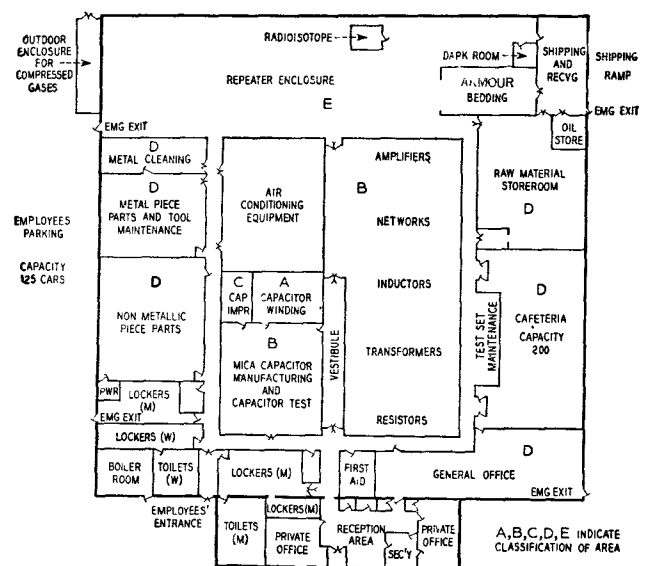 OUTDOOR
ENCLOSURE
FOR
COMPRESSED
GASES
RADIOISOTOPE
REPEATER ENCLOSURE
E
DARK ROOM
ARMOUR
BEDDING
SHIPPING
AND
RECVG
SHIPPING
RAMP
EMG EXIT
OIL
STORE
EMG EXIT
D
METAL CLEANING
D
METAL PIECE
PARTS AND TOOL
MAINTENANCE
EMPLOYEES
PARKING
CAPACITY
125 CARS
D
NON METALLIC
PIECE PARTS
AIR
CONDITIONING
EQUIPMENT
C
CAP
IMPR
A
CAPACITOR
WINDING
B
MICA CAPACITOR
MANUFACTURING
AND
CAPACITOR TEST
VESTIBULE
AMPLIFIERS
B
NETWORKS
INDUCTORS
TRANSFORMERS
RESISTORS
RAW MATERIAL
STOREROOM
D
TEST SET
MAINTENANCE
D
CAFETERIA
CAPACITY
200
PWR
LOCKERS
(M)
EMG EXIT
LOCKERS (W)
BOILER
ROOM
TOILETS
(W)
LOCKERS (M)
FIRST
AID
D
GENERAL OFFICE
EMG EXIT
EMPLOYEES'
ENTRANCE
TOILETS
(M)
LOCKERS(M)
PRIVATE
OFFICE
RECEPTION
AREA
SEC'Y
PRIVATE
OFFICE
A,B,C,D,E INDICATE
CLASSIFICATION OF AREA